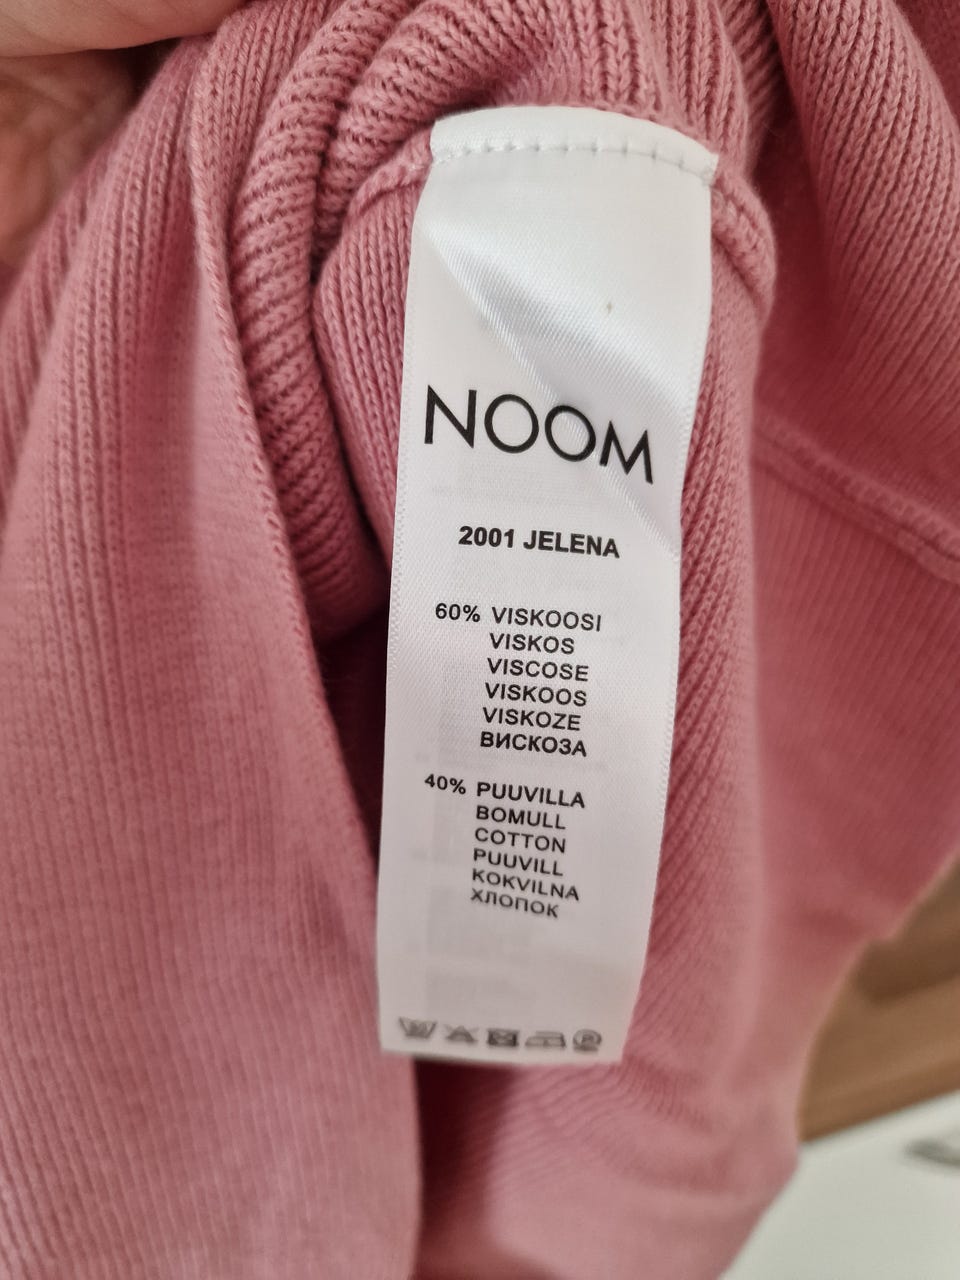 NOOM
2001 JELENA
60% VISKOOSI
VISKOS
VISCOSE
VISKOOS
VISKOZE
ВИСКОЗА
40% PUUVILLA
BOMULL
COTTON
PUUVILL
KOKVILNA
ХЛОПОК